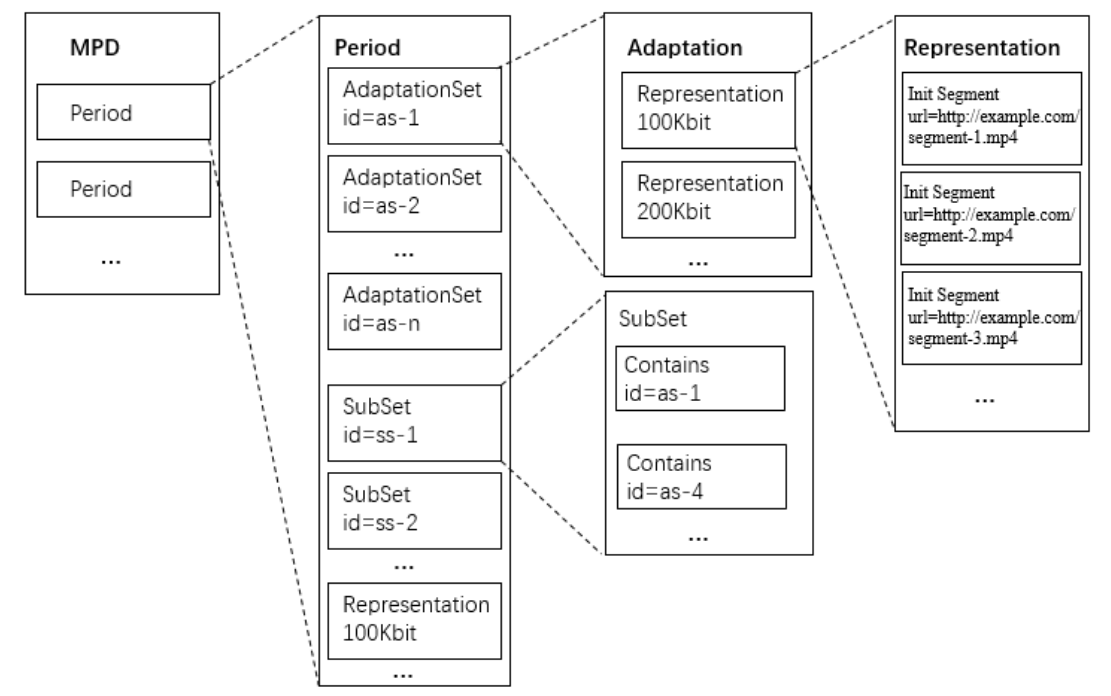 MPD
Period
Period
...
Period
AdaptationSet
id=as-1
AdaptationSet
id=as-2
...
AdaptationSet
id=as-n
SubSet
id=ss-1
SubSet
id=ss-2
...
Representation
100Kbit
...
Adaptation
Representation
100Kbit
Representation
200Kbit
...
SubSet
Contains
id=as-1
Contains
id=as-4
...
Representation
Init Segment
url=http://example.com/
segment-1.mp4
Init Segment
url=http://example.com/
segment-2.mp4
Init Segment
url=http://example.com/
segment-3.mp4
...